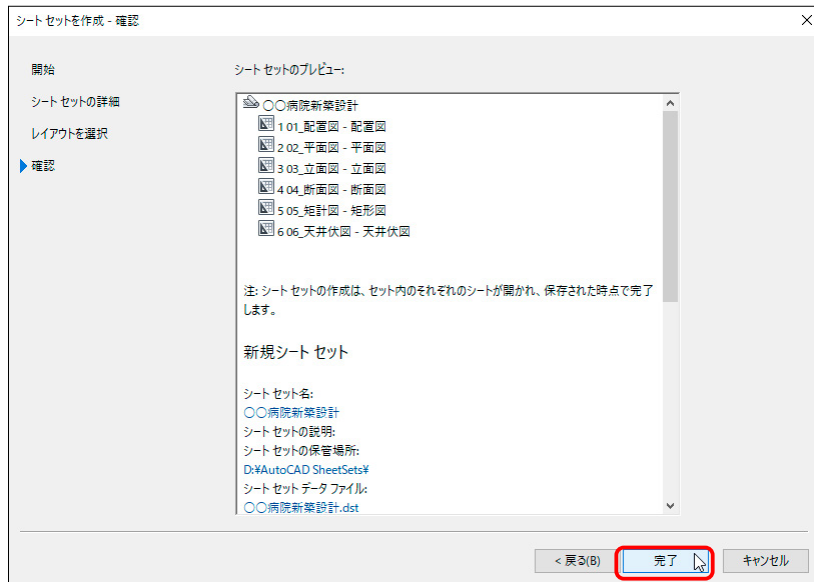 シート セットを作成 - 確認
開始
シート セットの詳細
レイアウトを選択
確認
シート セットのプレビュー:
〇〇病院新築設計
1 01_配置図 - 配置図
2 02_平面図 - 平面図
3 03_立面図 - 立面図
4 04_断面図 - 断面図
5 05_矩計図 - 矩形図
6 06_天井伏図 - 天井伏図
注: シート セットの作成は、セット内のそれぞれのシートが開かれ、保存された時点で完了
します。
新規シート セット
シート セット名:
〇〇病院新築設計
シート セットの説明:
シート セットの保管場所:
D:¥AutoCAD SheetSets¥
シート セット データ ファイル:
〇〇病院新築設計.dst
< 戻る(B)
完了
キャンセル